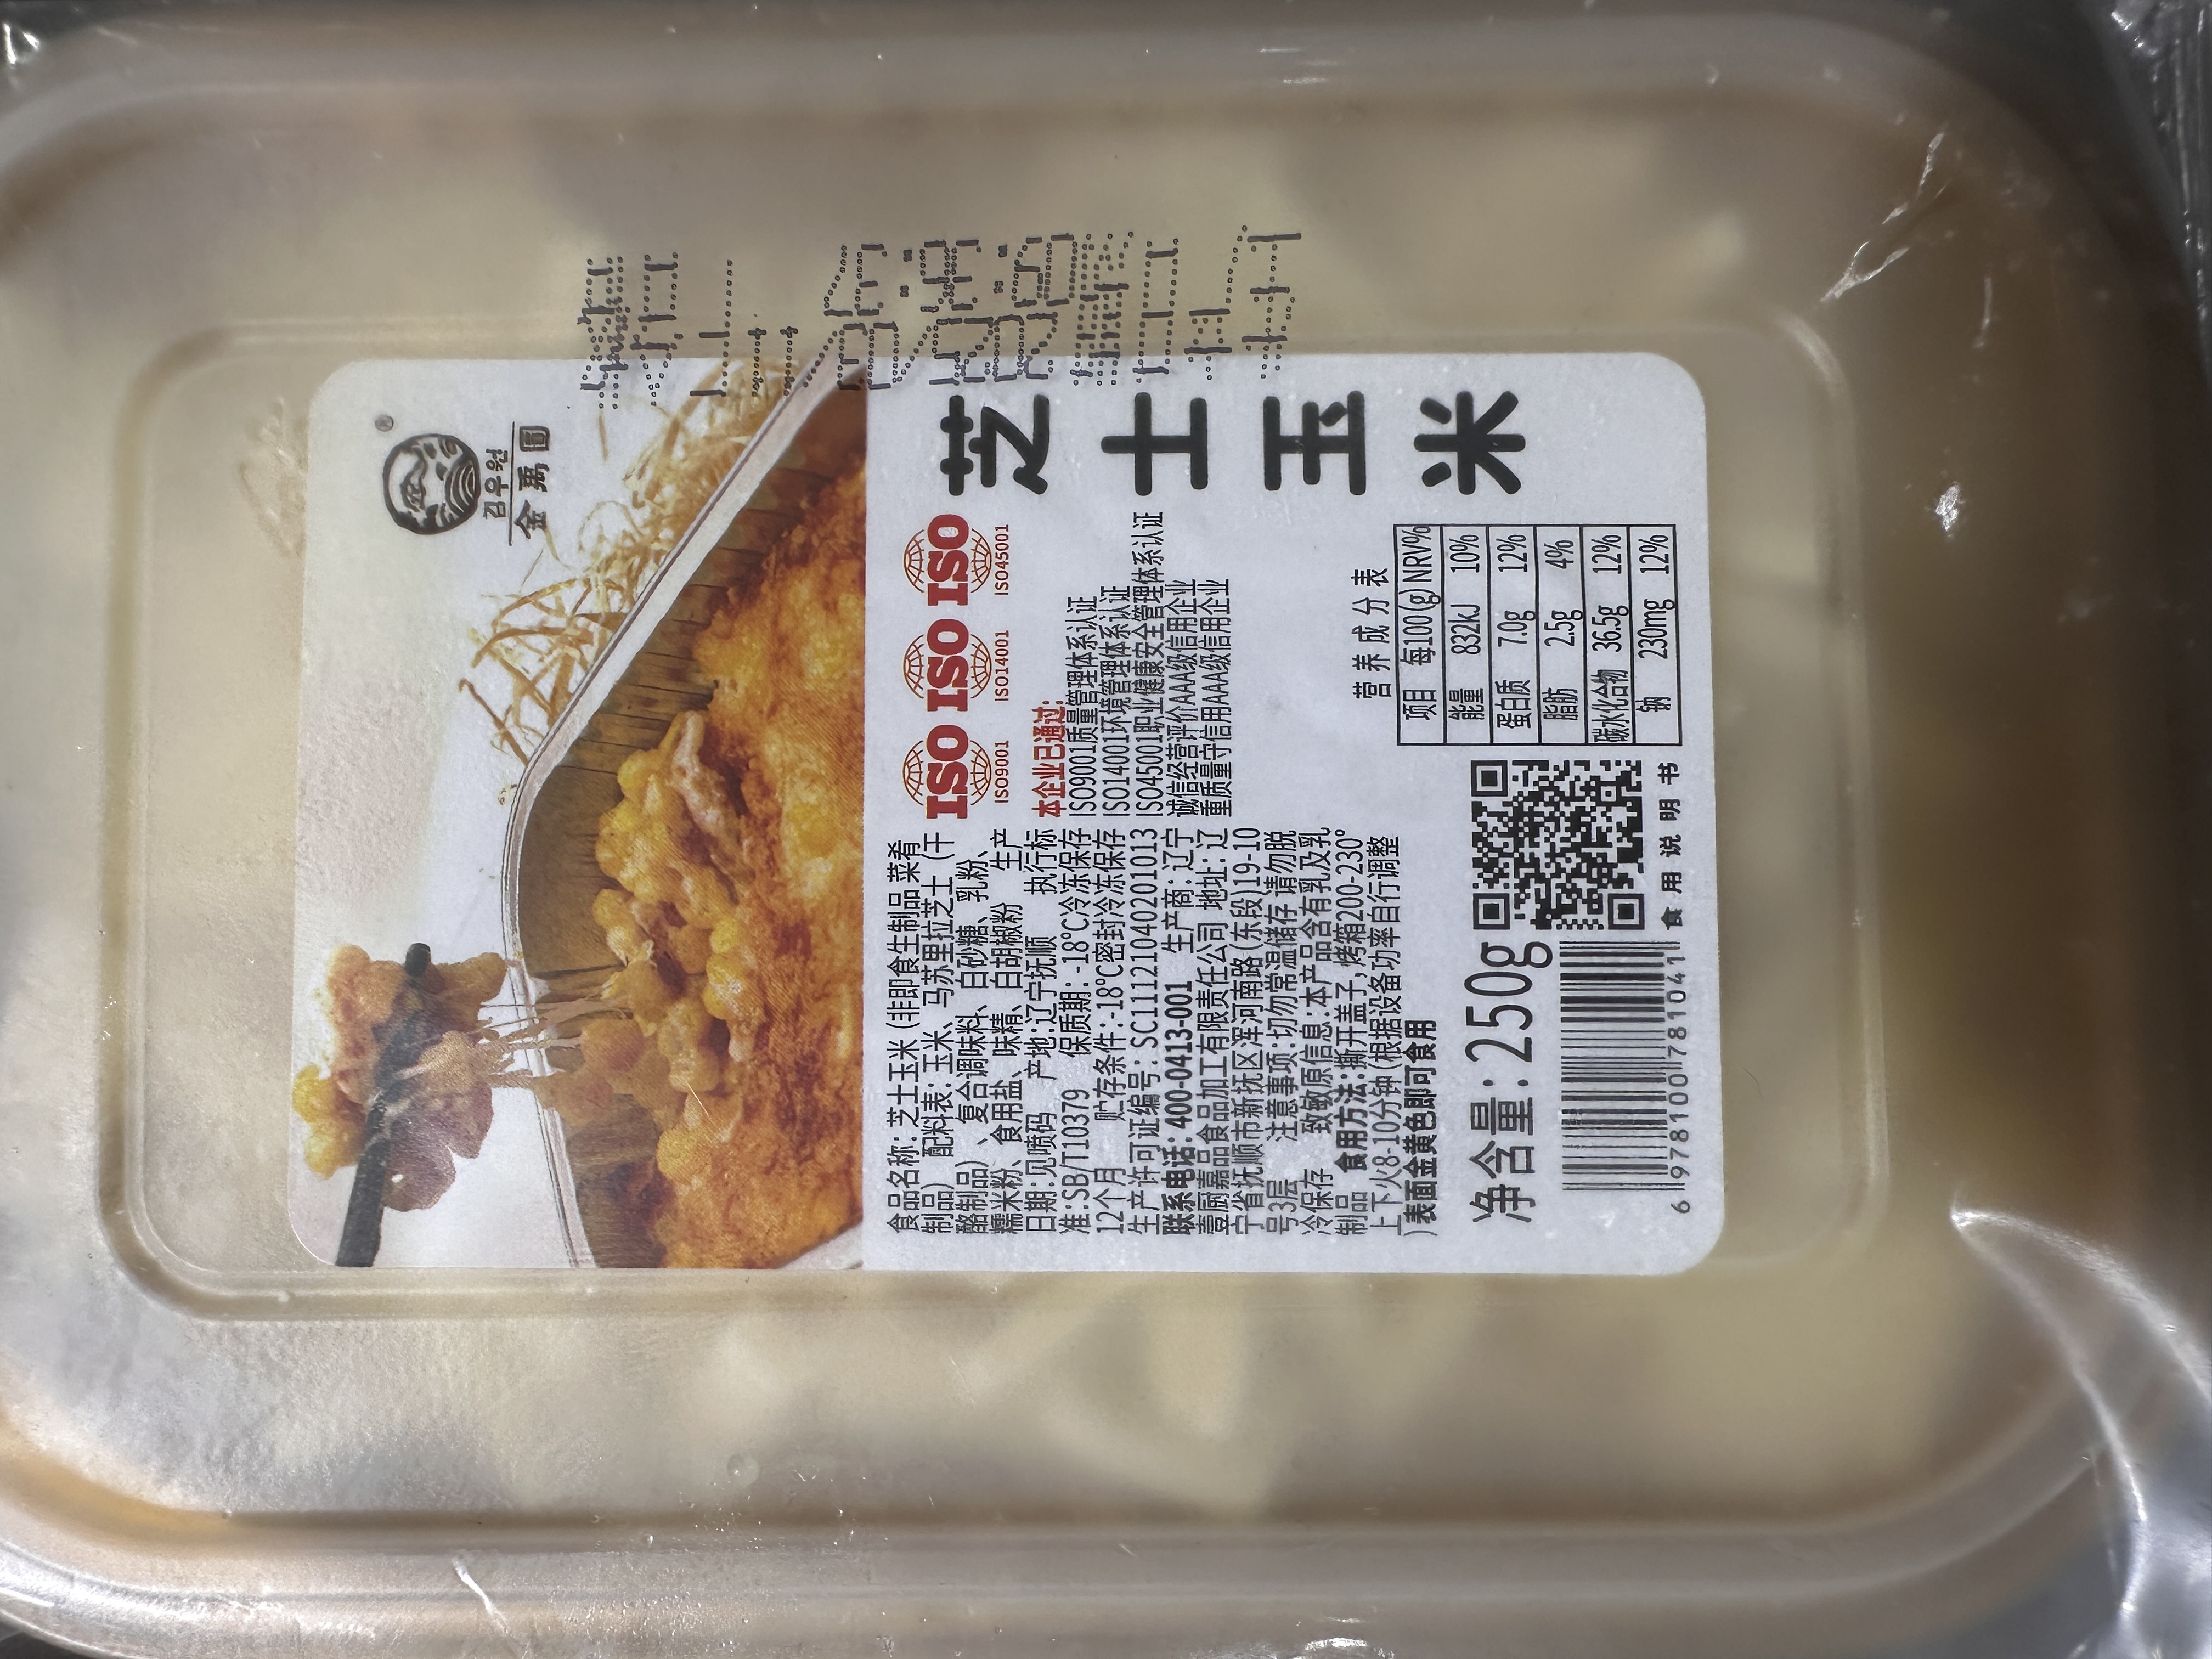 김우원
金禹圓
®
食品名称：芝士玉米（非即食生制品 菜肴
制品） 配料表：玉米、马苏里拉芝士（干
酪制品）、复合调味料、白砂糖、乳粉、
糯米粉、食用盐、味精、白胡椒粉 生产
日期：见喷码 产地：辽宁抚顺 执行标
准：SB/T10379 保质期：-18℃冷冻保存
12个月 贮存条件：-18℃密封冷冻保存
生产许可证编号：SC11121040201013
联系电话：400-0413-001 生产商：辽宁
壹厨嘉品食品加工有限责任公司 地址：辽
宁省抚顺市新抚区浑河南路(东段)19-10
号3层 注意事项：切勿常温储存 请勿脱
冷保存 致敏原信息：本产品含有乳及乳
制品 食用方法：撕开盖子，烤箱200-230°
上下火8-10分钟(根据设备功率自行调整
)表面金黄色即可食用
净含量：250g
6 978100 781041
食用说明书
ISO ISO ISO
ISO9001 ISO14001 ISO45001
本企业已通过：
ISO9001质量管理体系认证
ISO14001环境管理体系认证
ISO45001职业健康安全管理体系认证
诚信经营评价AAA级信用企业
重质量守信用AAA级信用企业
营养成分表
项目 每100(g) NRV%
能量 832kJ 10%
蛋白质 7.0g 12%
脂肪 2.5g 4%
碳水化合物 36.5g 12%
钠 230mg 12%
芝士玉米